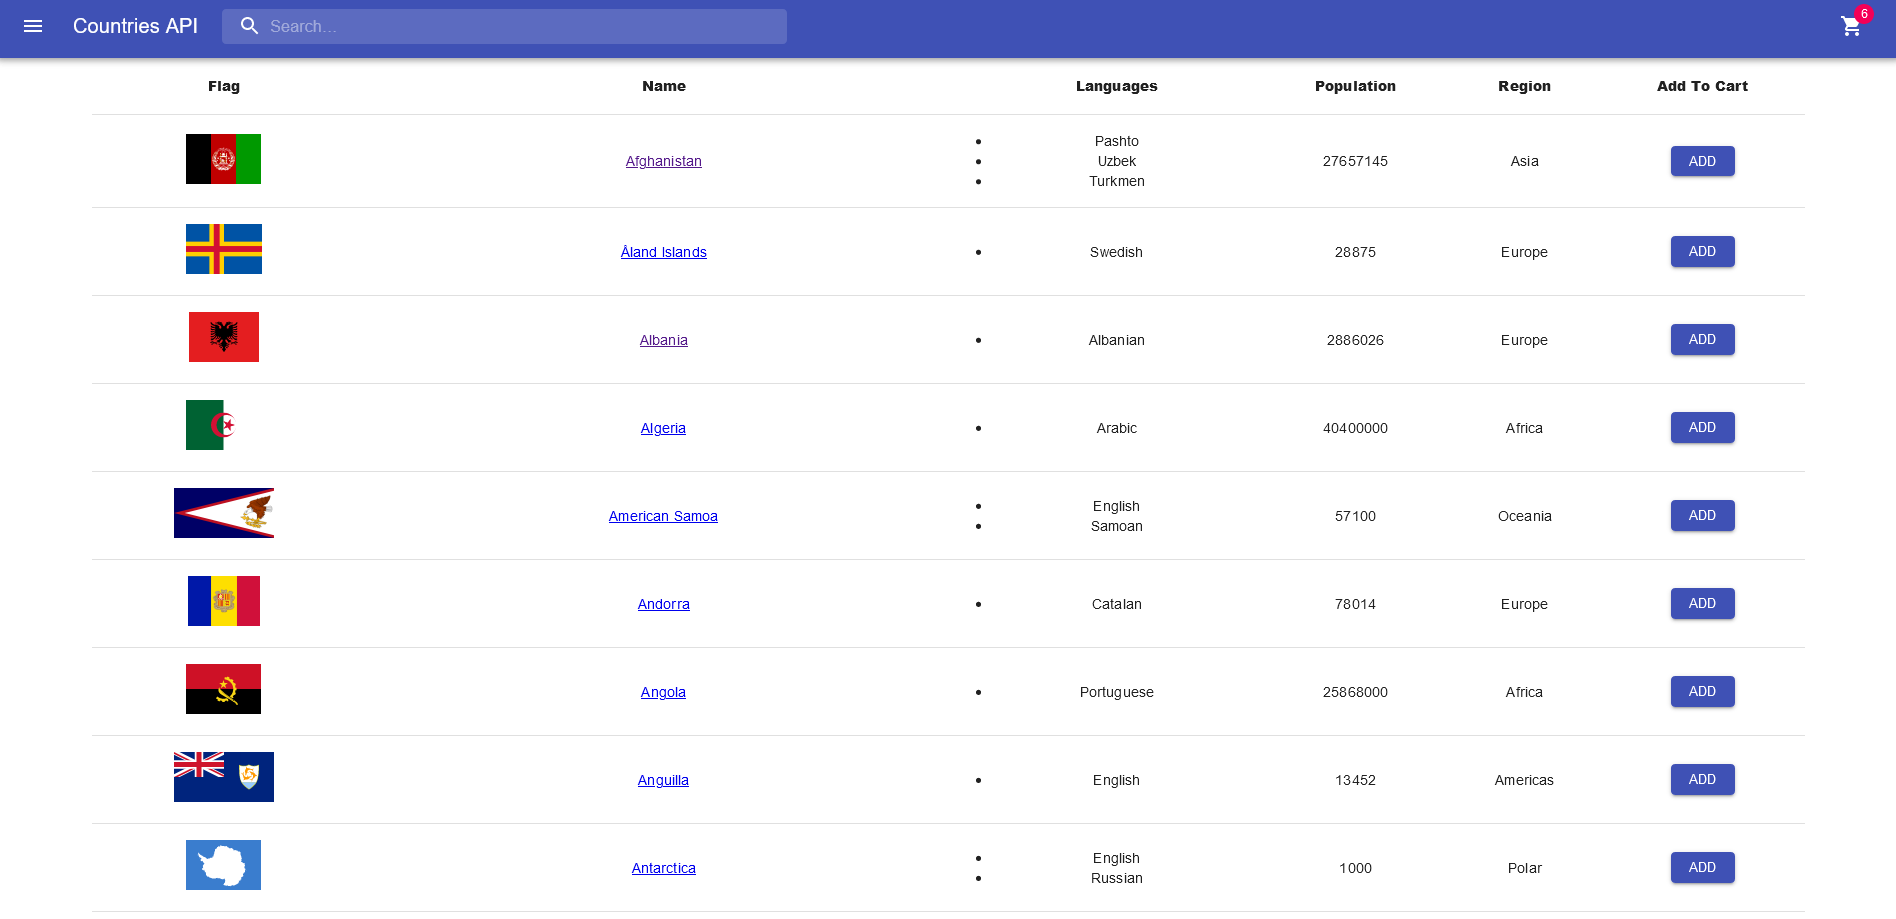 Countries API Search... 6
Flag Name Languages Population Region Add To Cart
Afghanistan • Pashto • Uzbek • Turkmen 27657145 Asia ADD
Åland Islands • Swedish 28875 Europe ADD
Albania • Albanian 2886026 Europe ADD
Algeria • Arabic 40400000 Africa ADD
American Samoa • English • Samoan 57100 Oceania ADD
Andorra • Catalan 78014 Europe ADD
Angola • Portuguese 25868000 Africa ADD
Anguilla • English 13452 Americas ADD
Antarctica • English • Russian 1000 Polar ADD